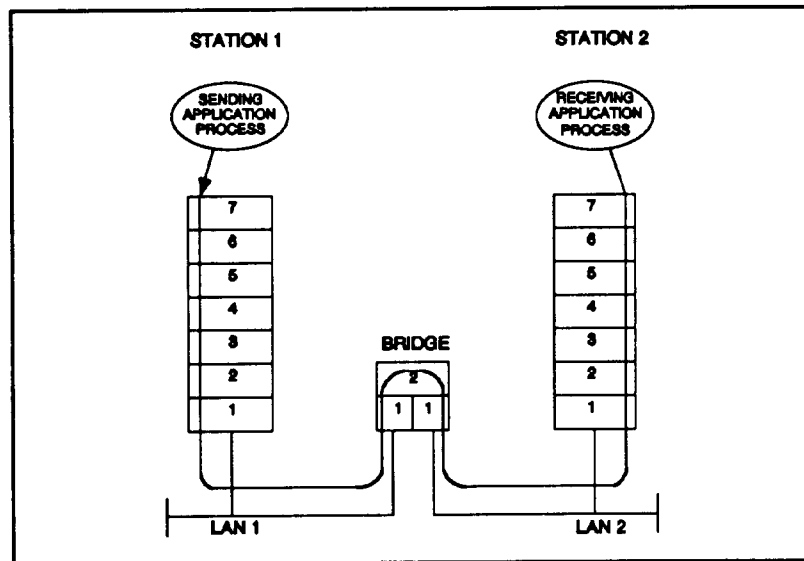 STATION 1
STATION 2
SENDING
APPLICATION
PROCESS
RECEIVING
APPLICATION
PROCESS
7
6
5
4
3
2
1
7
6
5
4
3
2
1
BRIDGE
2
1 1
LAN 1
LAN 2